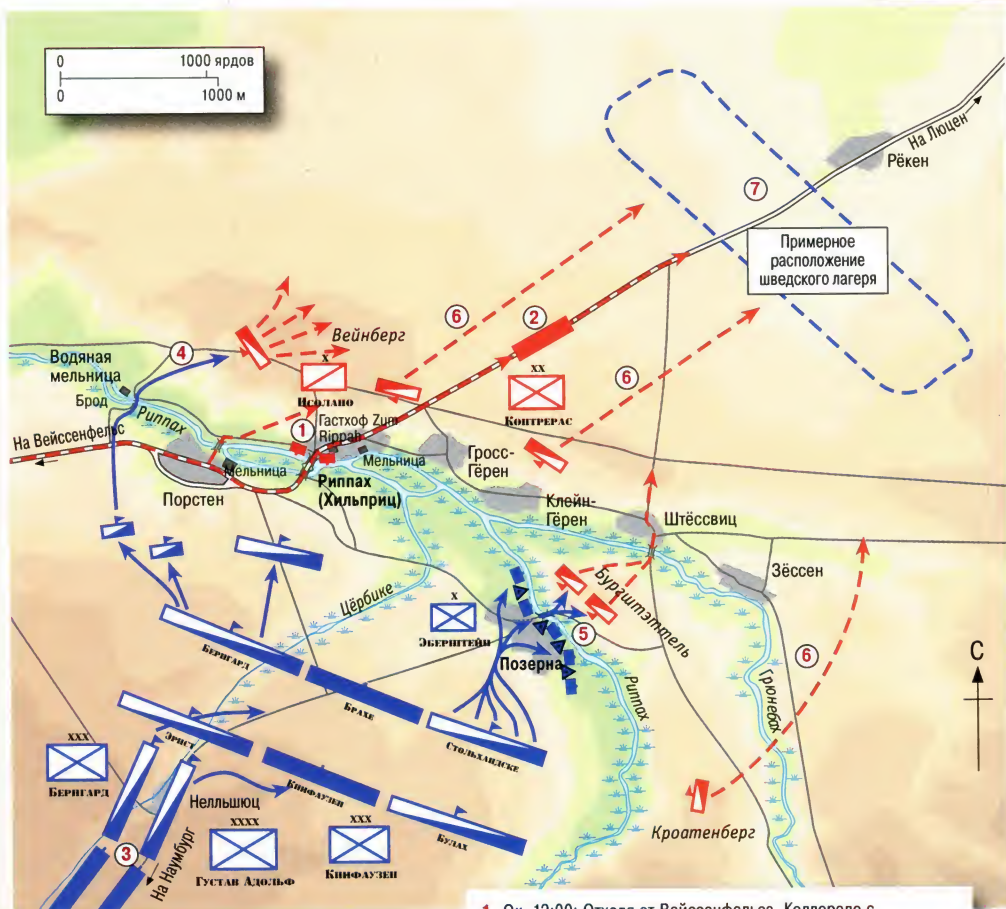 0 1000 ярдов
0 1000 м
На Люцен
Рёкен
7
Примерное
расположение
шведского лагеря
6
2
Вейнберг
4
Водяная
мельница
Брод
X
Исолано
XX
Контрерас
6
Риппах
1
Гастхоф Zum
Rippah
На Вейссенфельс
Мельница
Мельница
Гросс-
Гёрен
Порстен
Риппах
(Хильприц)
Клейн-
Гёрен
Штёссвиц
Зёссен
Цёрбике
X
Эберштейн
Бургштэттель
5
Позерна
6
С
Бернгард
Брахе
Стольхандске
Риппах
Грюнебах
XXX
Бернгард
Эрнст
Книфаузен
Булах
Нелльшюц
XXXX
Густав Адольф
XXX
Книфаузен
Кроатенберг
3
На Наумбург
1 Ок. 12:00: Отходя от Вейссенфельса, Коллоредо с